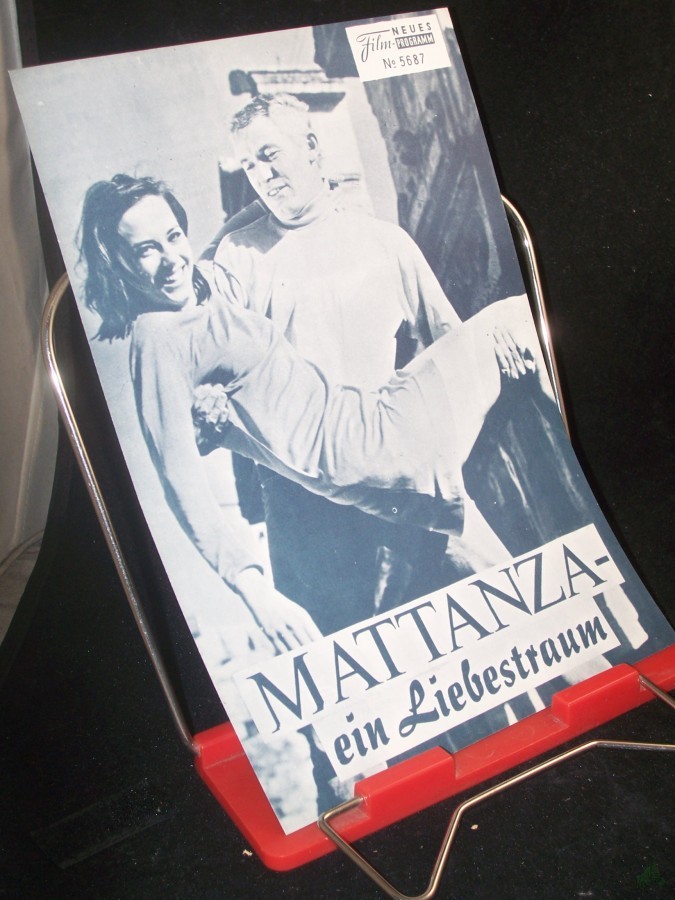 NEUES
Film-PROGRAMM
No 5687
MATTANZA-
ein Liebestraum